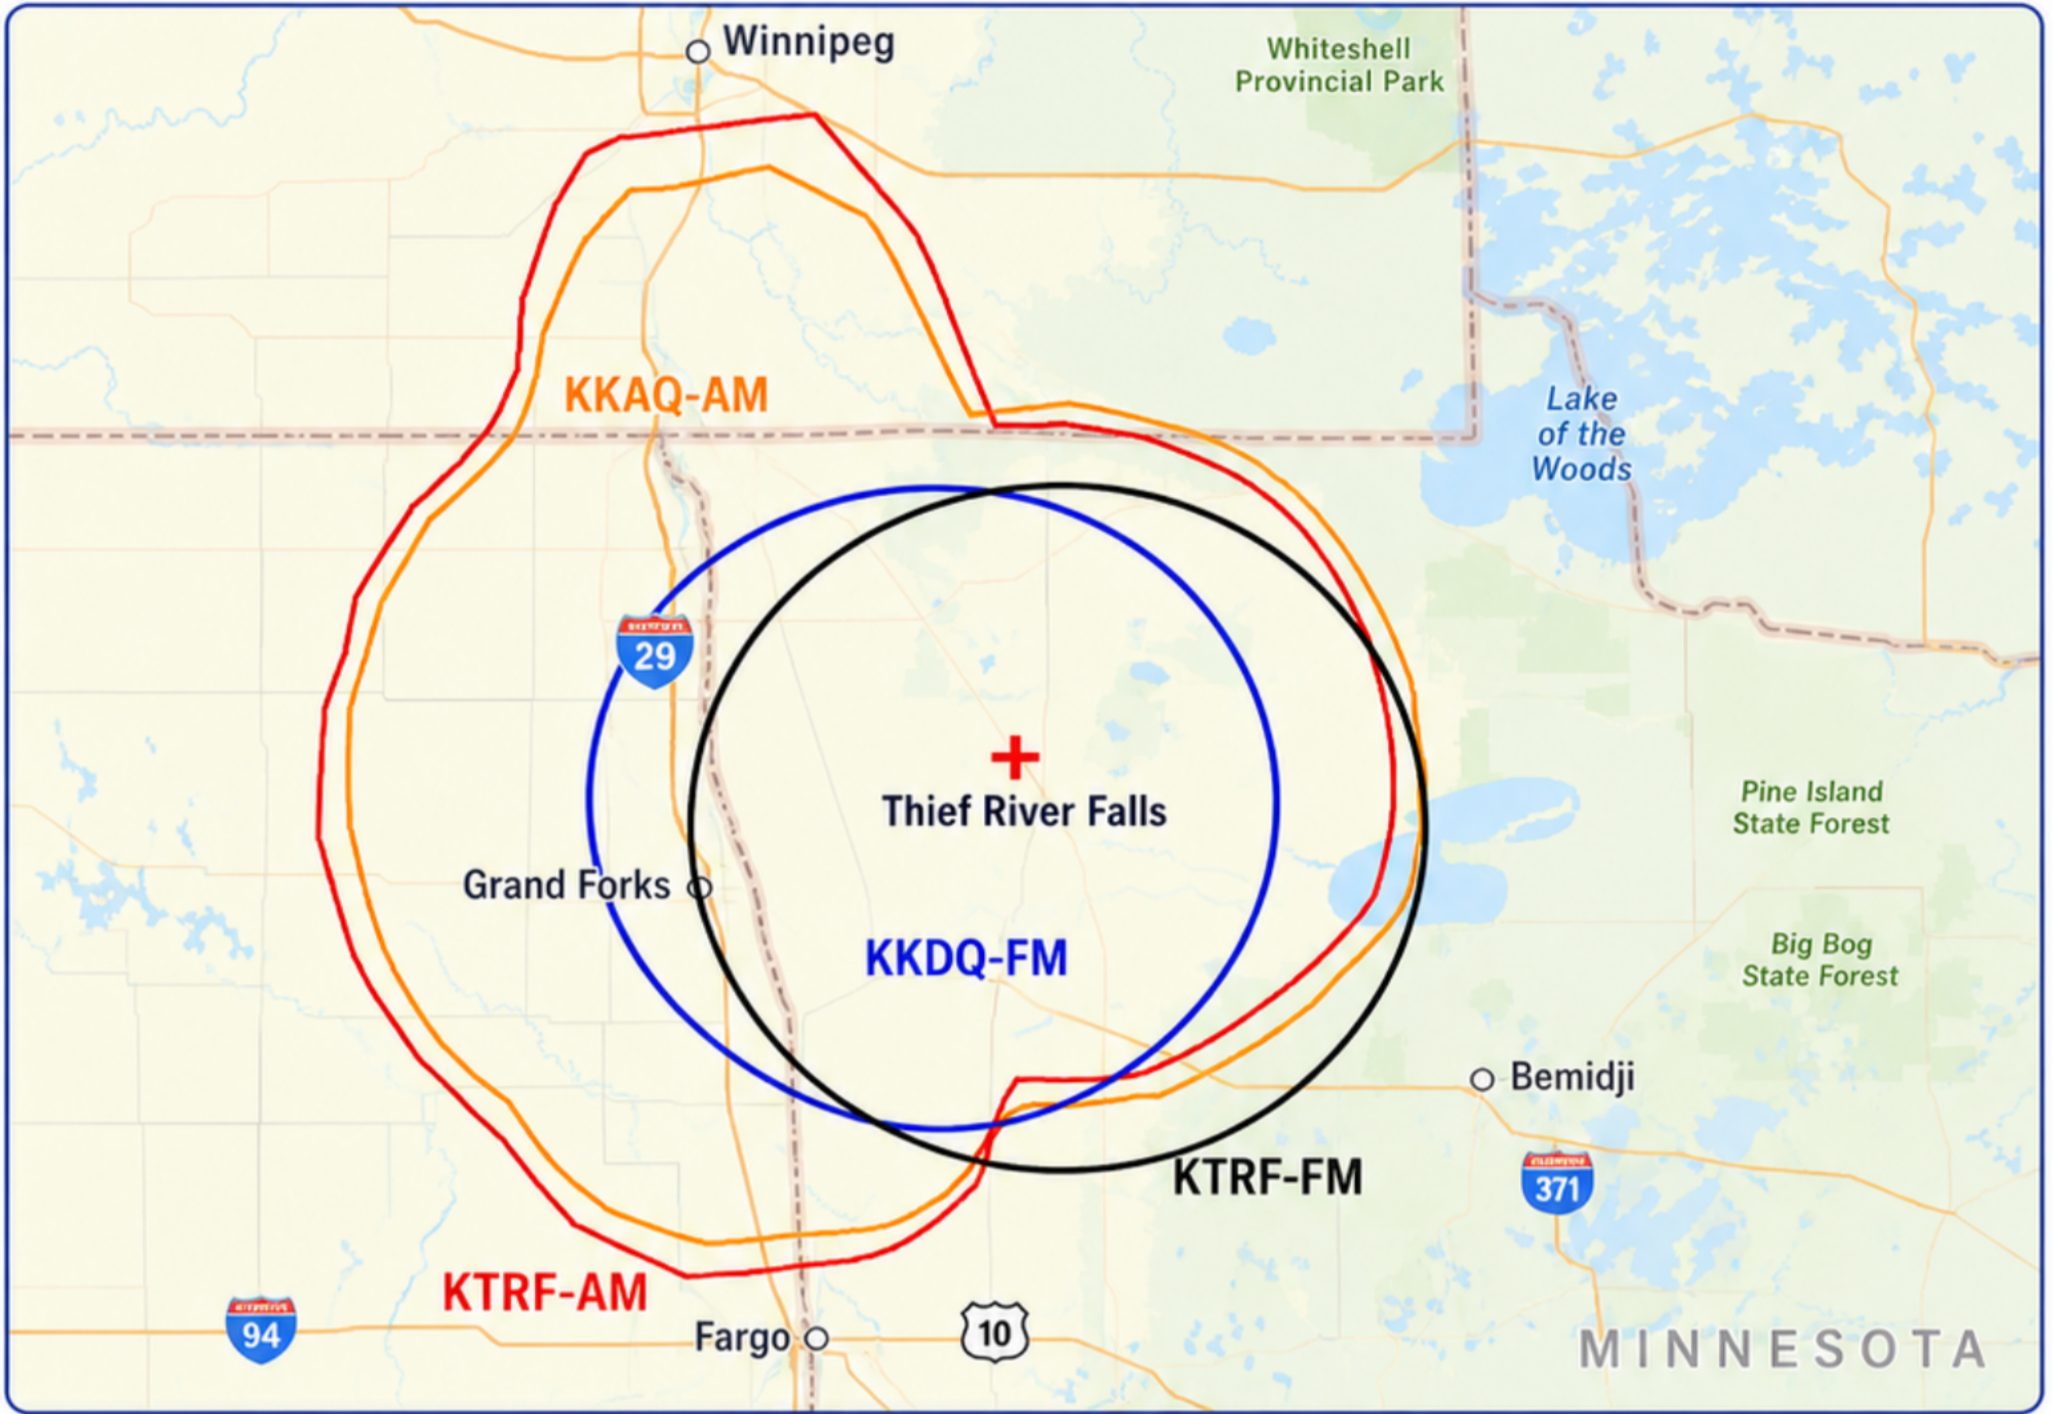 Winnipeg
Whiteshell
Provincial Park
KKAQ-AM
Lake
of the
Woods
29
Thief River Falls
Pine Island
State Forest
Grand Forks
KKDQ-FM
Big Bog
State Forest
Bemidji
KTRF-FM
371
KTRF-AM
94
Fargo
10
MINNESOTA